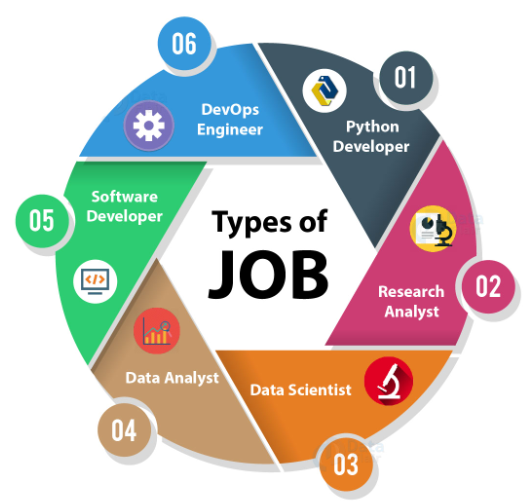 Types of
JOB
01
Python
Developer
02
Research
Analyst
03
Data Scientist
04
Data Analyst
05
Software
Developer
06
DevOps
Engineer